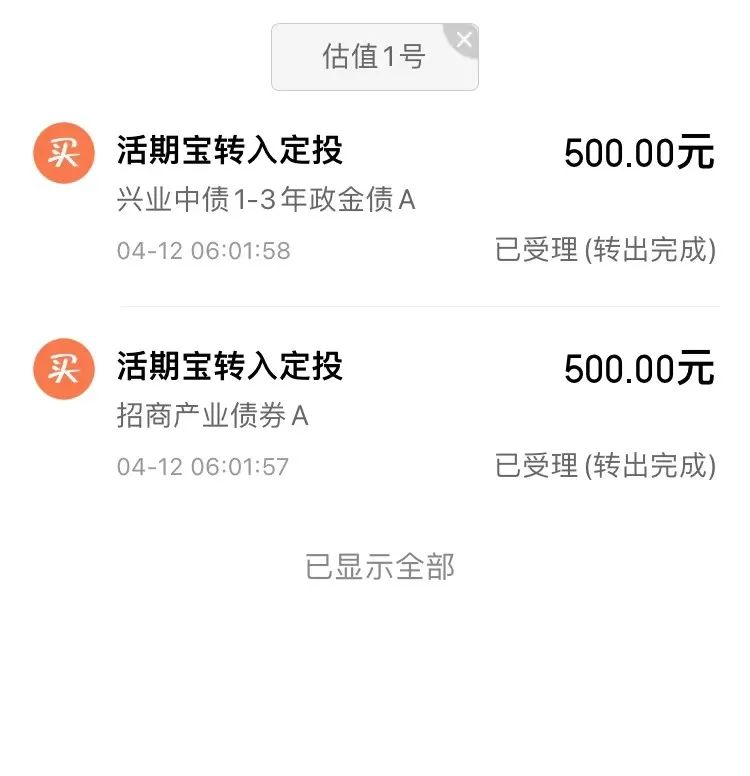 估值1号
买 活期宝转入定投 500.00元
兴业中债1-3年政金债A
04-12 06:01:58 已受理(转出完成)
买 活期宝转入定投 500.00元
招商产业债券A
04-12 06:01:57 已受理(转出完成)
已显示全部